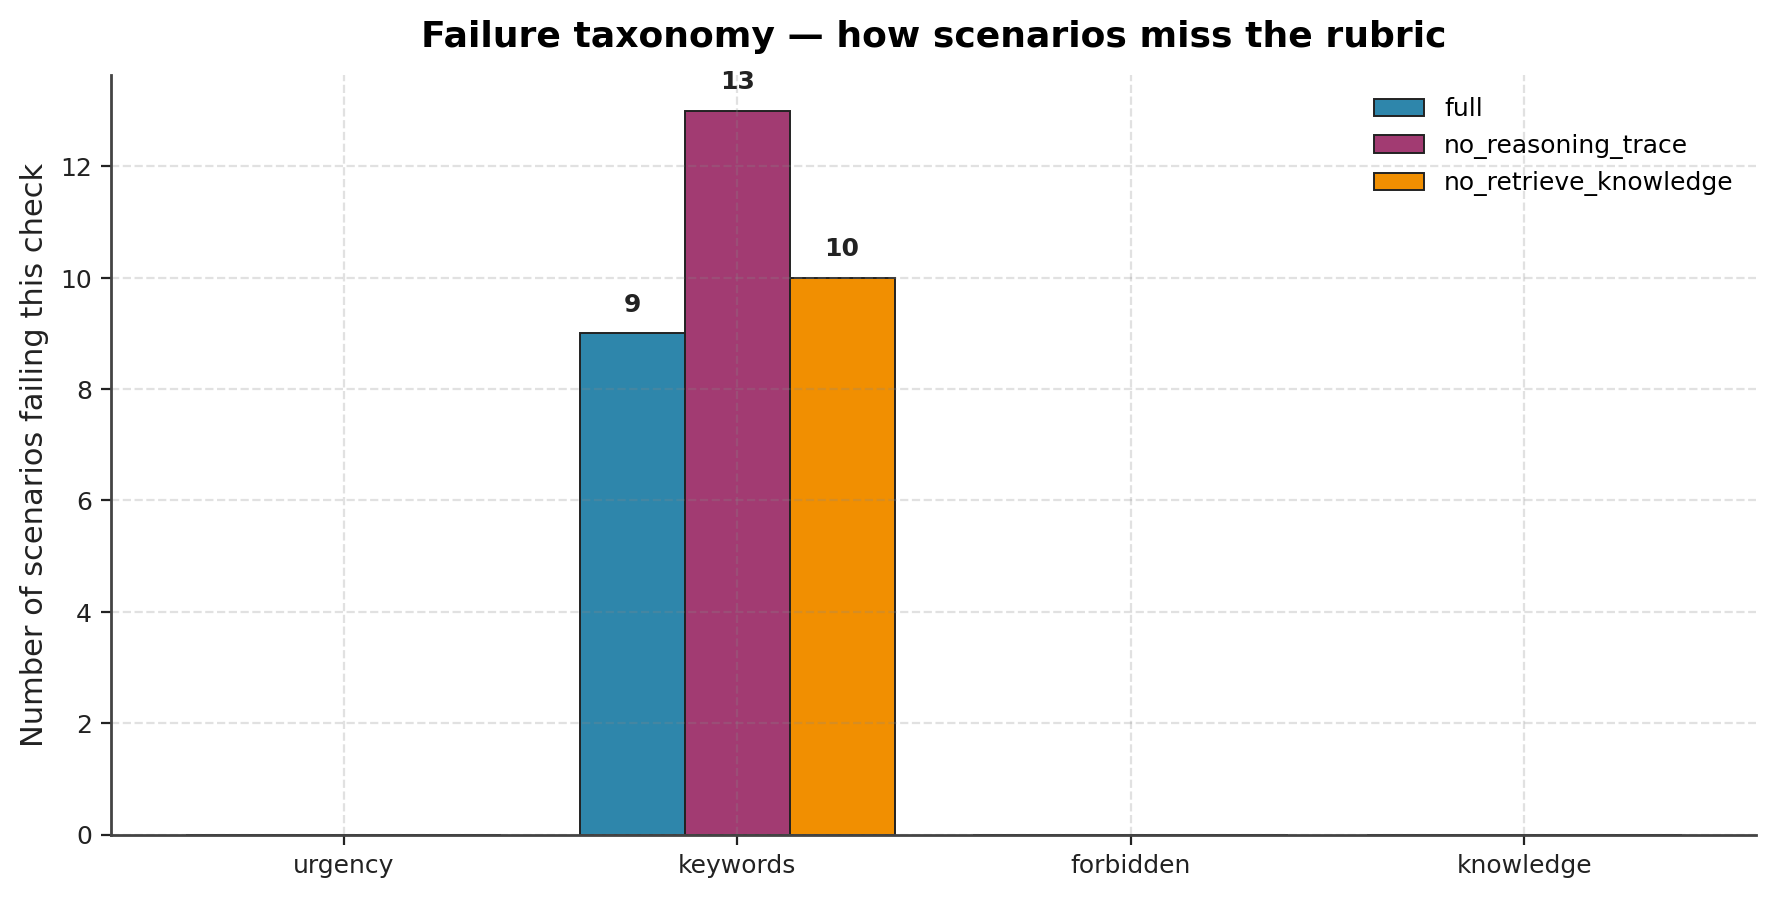 Failure taxonomy — how scenarios miss the rubric
Number of scenarios failing this check
12
10
8
6
4
2
0
9
13
10
full
no_reasoning_trace
no_retrieve_knowledge
urgency
keywords
forbidden
knowledge